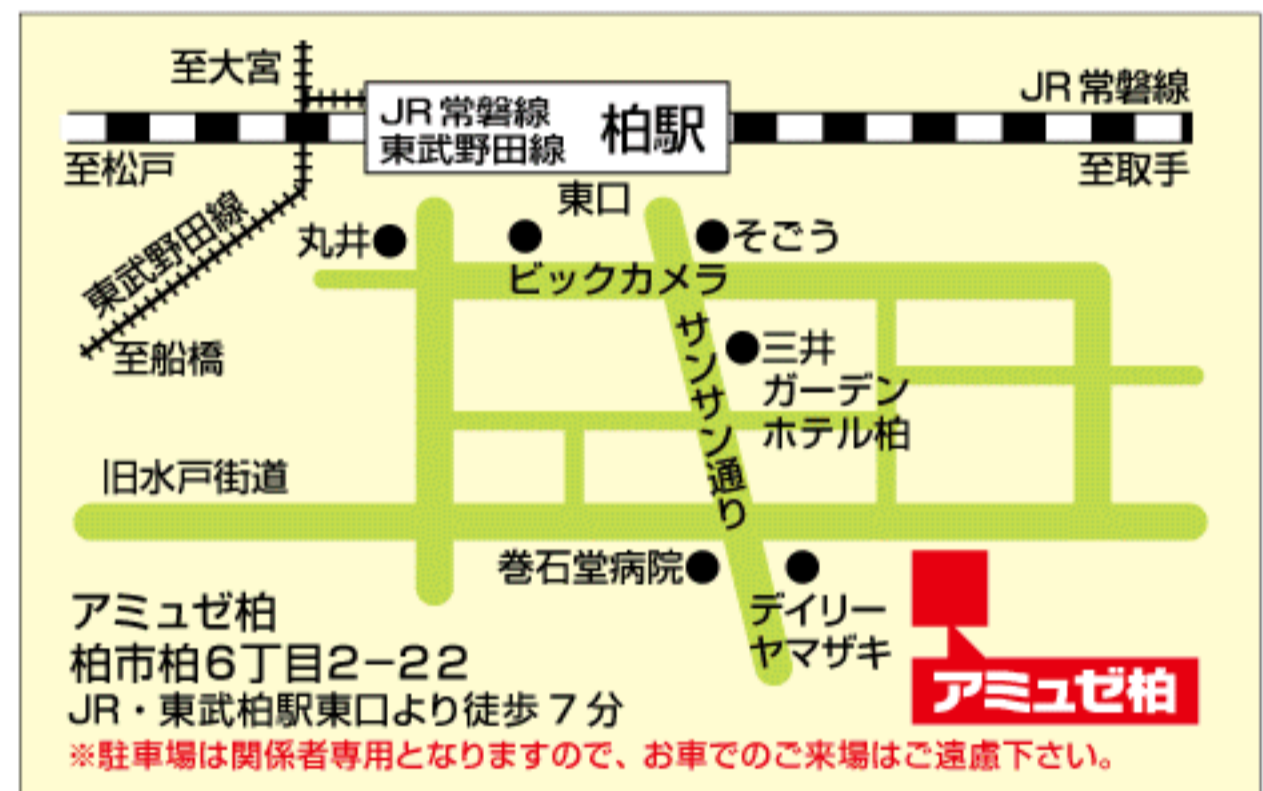 至大宮
JR常磐線
JR常磐線
東武野田線
柏駅
至松戸
至取手
東口
東武野田線
丸井
そごう
ビックカメラ
至船橋
サンサン通り
三井
ガーデン
ホテル柏
旧水戸街道
巻石堂病院
デイリー
ヤマザキ
アミュゼ柏
アミュゼ柏
柏市柏6丁目2−22
JR・東武柏駅東口より徒歩7分
※駐車場は関係者専用となりますので、お車でのご来場はご遠慮下さい。